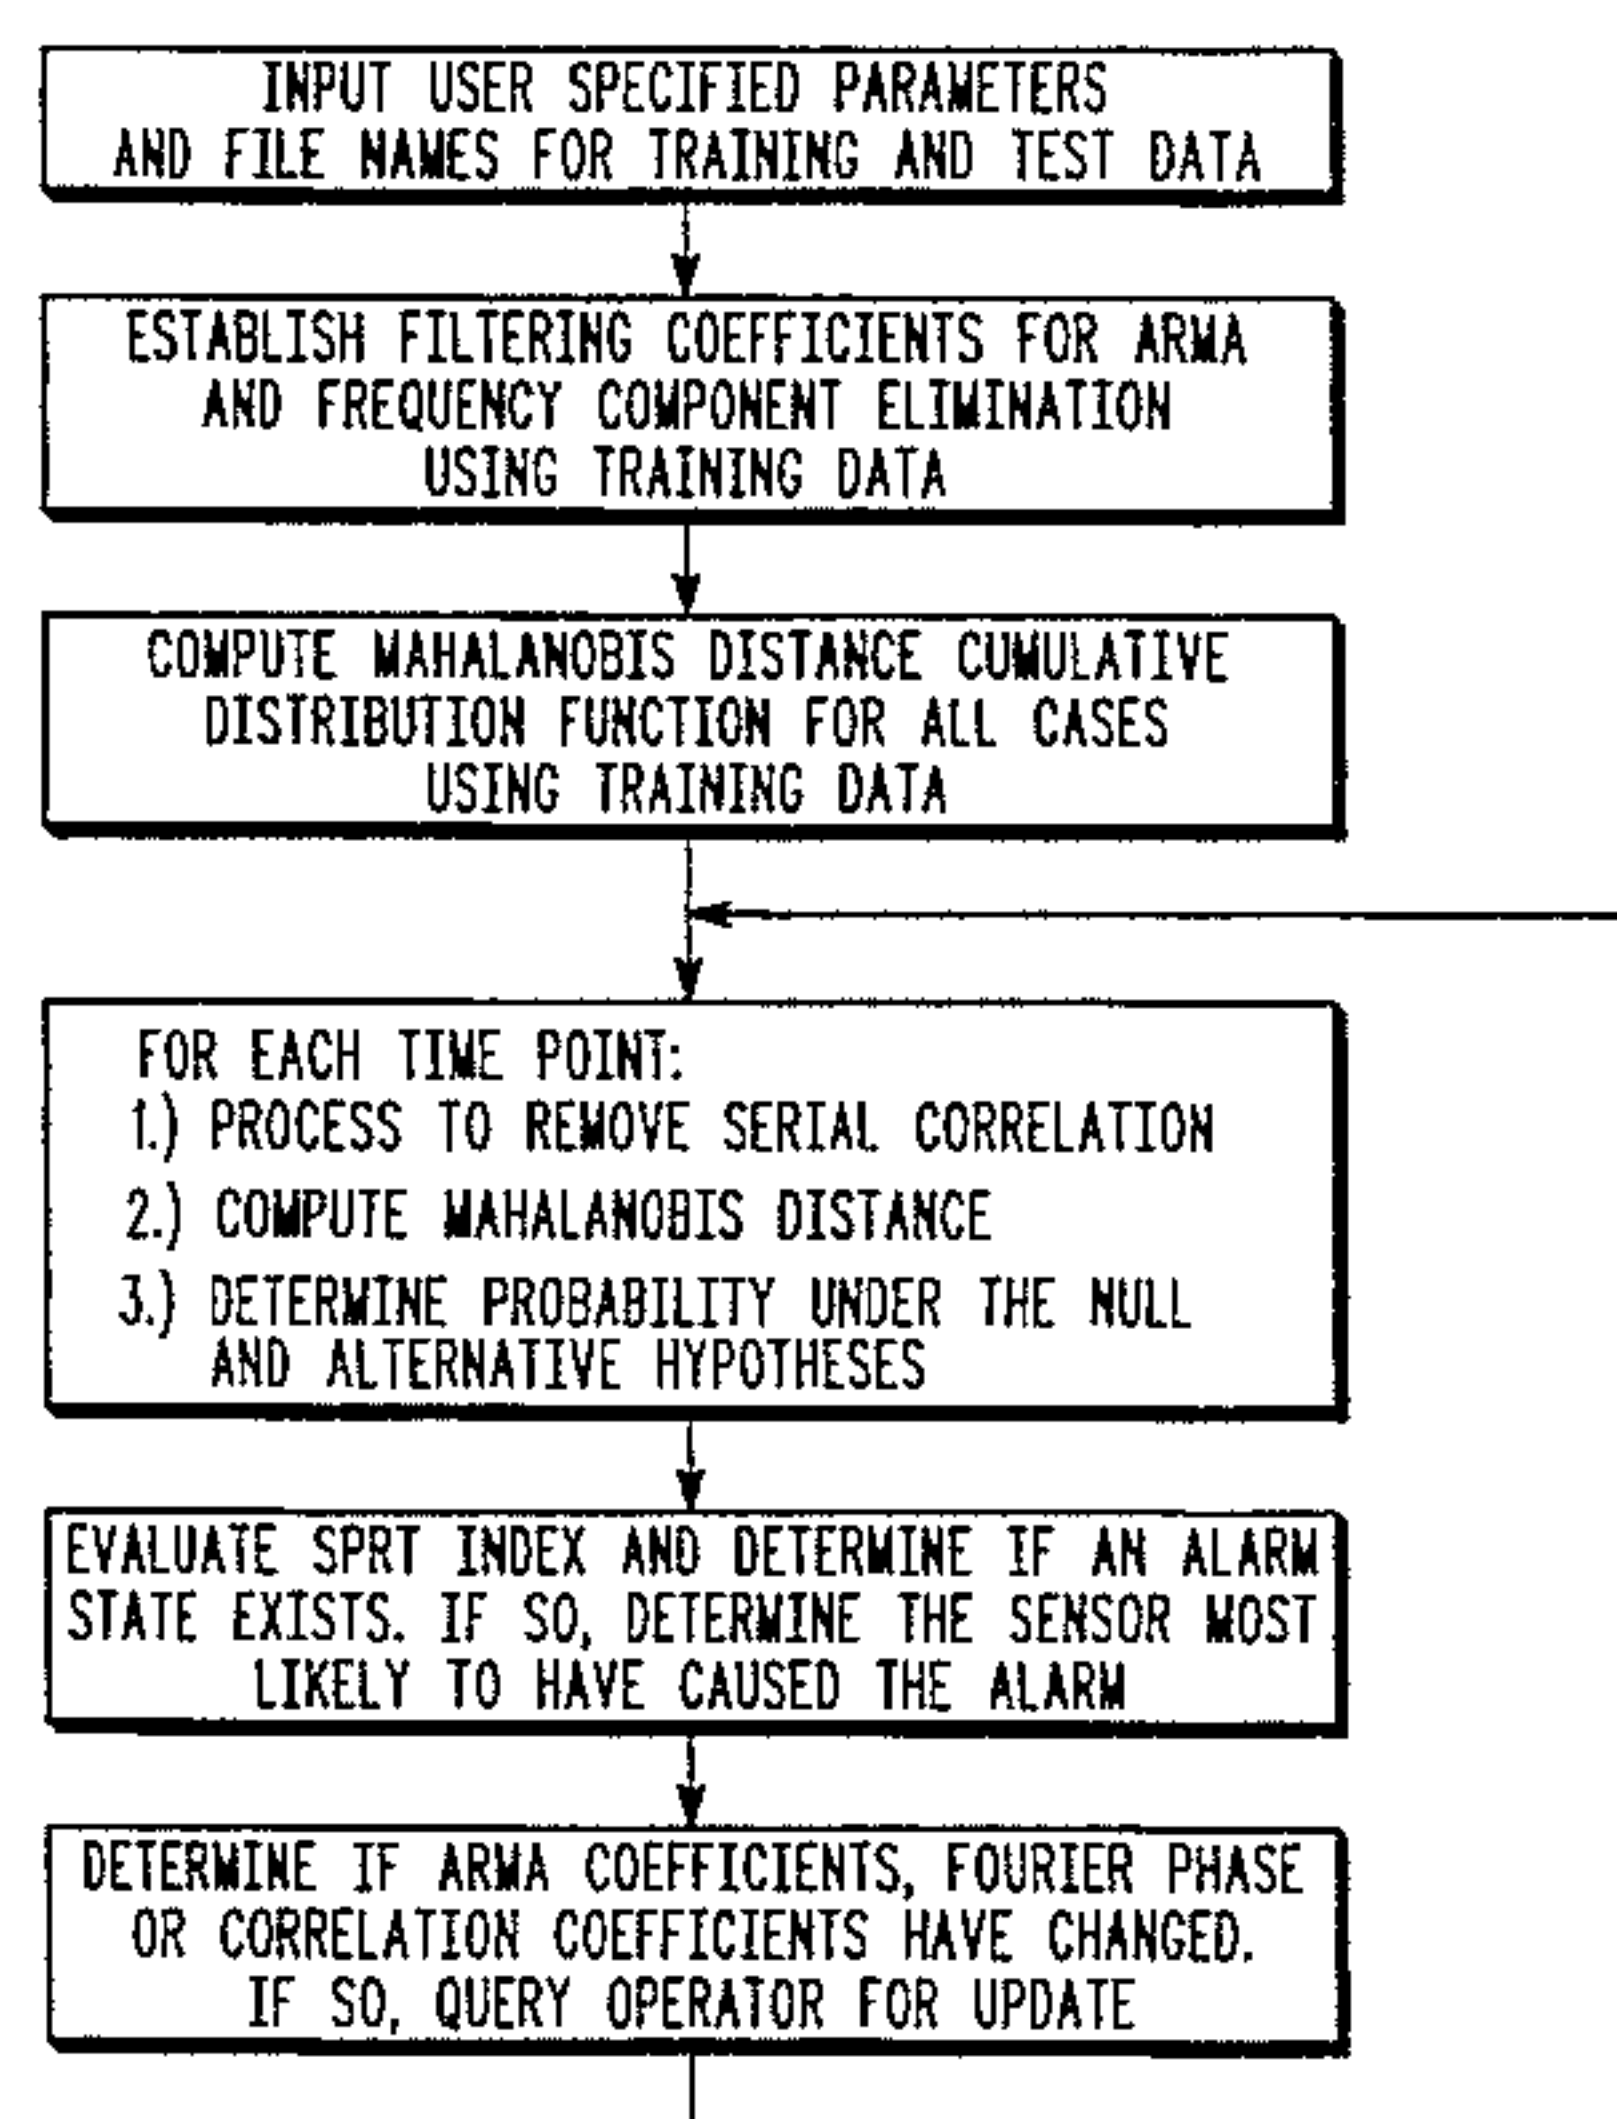 INPUT USER SPECIFIED PARAMETERS
AND FILE NAMES FOR TRAINING AND TEST DATA
ESTABLISH FILTERING COEFFICIENTS FOR ARMA
AND FREQUENCY COMPONENT ELIMINATION
USING TRAINING DATA
COMPUTE MAHALANOBIS DISTANCE CUMULATIVE
DISTRIBUTION FUNCTION FOR ALL CASES
USING TRAINING DATA
FOR EACH TIME POINT:
1.) PROCESS TO REMOVE SERIAL CORRELATION
2.) COMPUTE MAHALANOBIS DISTANCE
3.) DETERMINE PROBABILITY UNDER THE NULL
AND ALTERNATIVE HYPOTHESES
EVALUATE SPRT INDEX AND DETERMINE IF AN ALARM
STATE EXISTS. IF SO, DETERMINE THE SENSOR MOST
LIKELY TO HAVE CAUSED THE ALARM
DETERMINE IF ARMA COEFFICIENTS, FOURIER PHASE
OR CORRELATION COEFFICIENTS HAVE CHANGED.
IF SO, QUERY OPERATOR FOR UPDATE